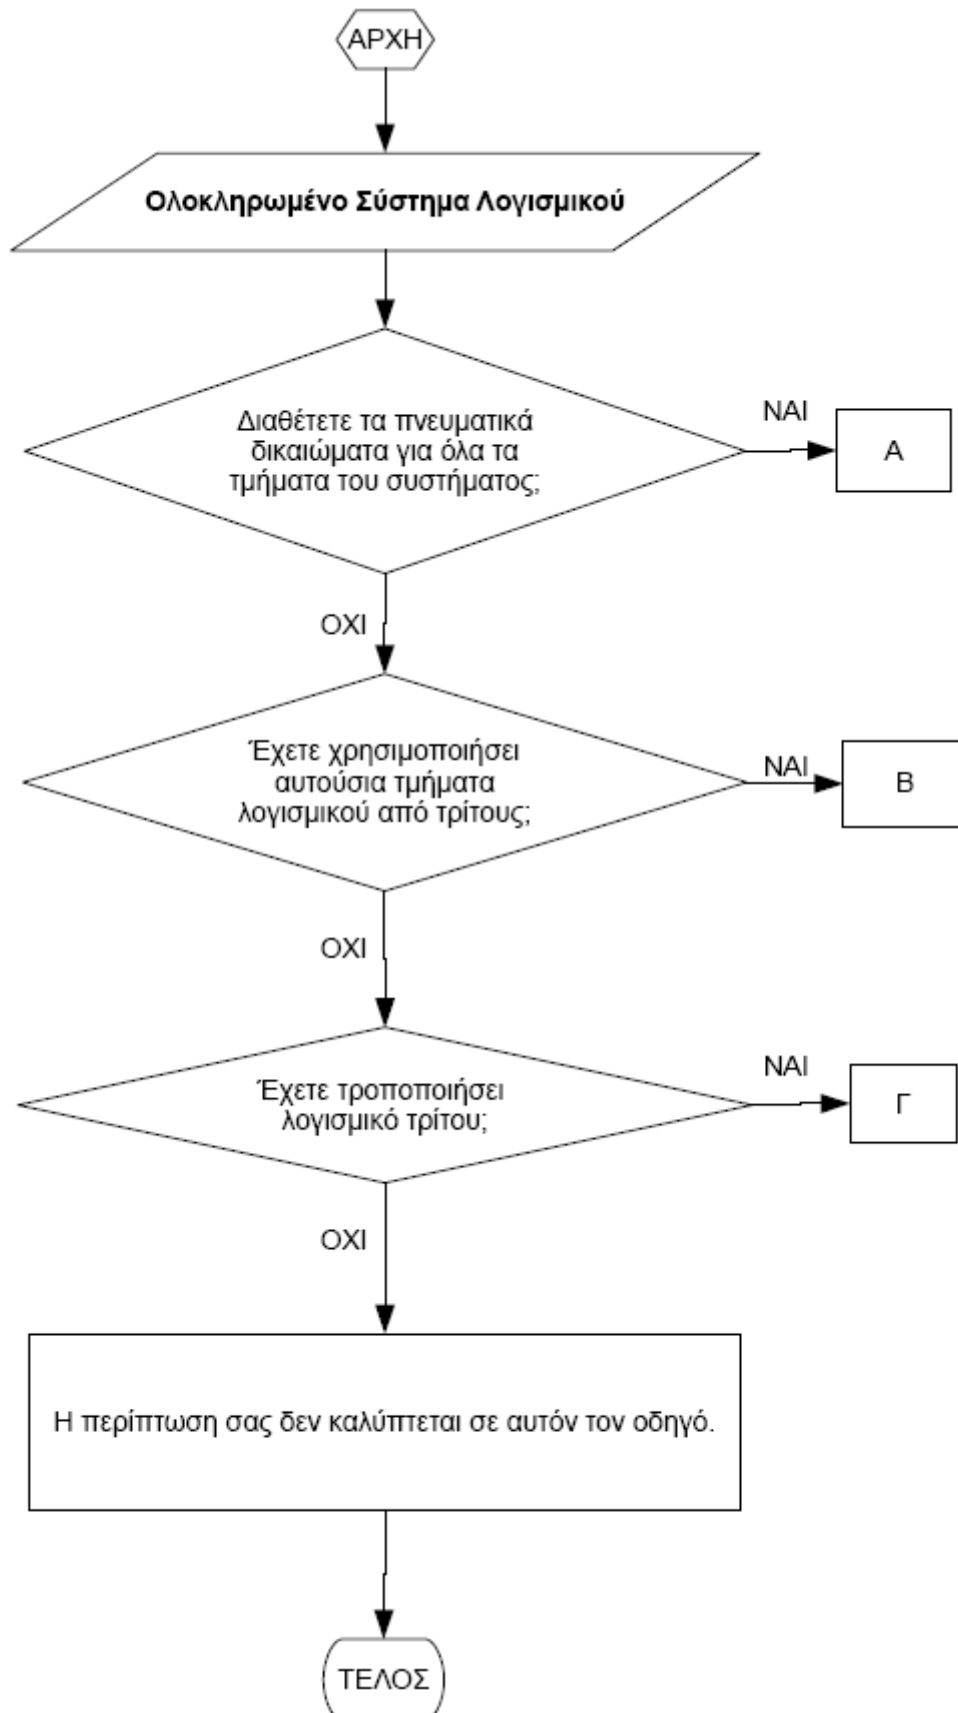 ΑΡΧΗ
Ολοκληρωμένο Σύστημα Λογισμικού
Διαθέτετε τα πνευματικά
δικαιώματα για όλα τα
τμήματα του συστήματος;
ΝΑΙ
Α
ΟΧΙ
Έχετε χρησιμοποιήσει
αυτούσια τμήματα
λογισμικού από τρίτους;
ΝΑΙ
Β
ΟΧΙ
Έχετε τροποποιήσει
λογισμικό τρίτου;
ΝΑΙ
Γ
ΟΧΙ
Η περίπτωση σας δεν καλύπτεται σε αυτόν τον οδηγό.
ΤΕΛΟΣ